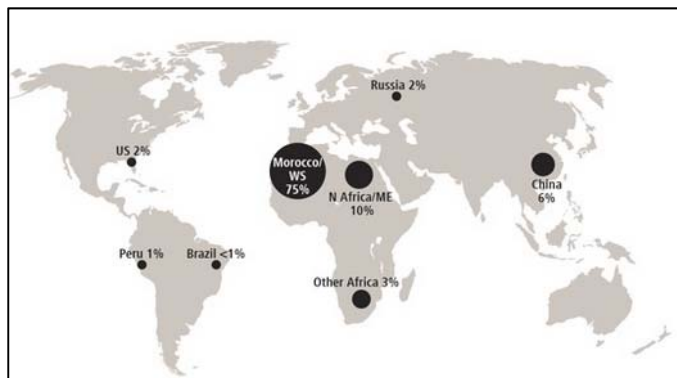 Russia 2%
US 2%
Morocco/
WS
75%
N Africa/ME
10%
China
6%
Peru 1%
Brazil <1%
Other Africa 3%